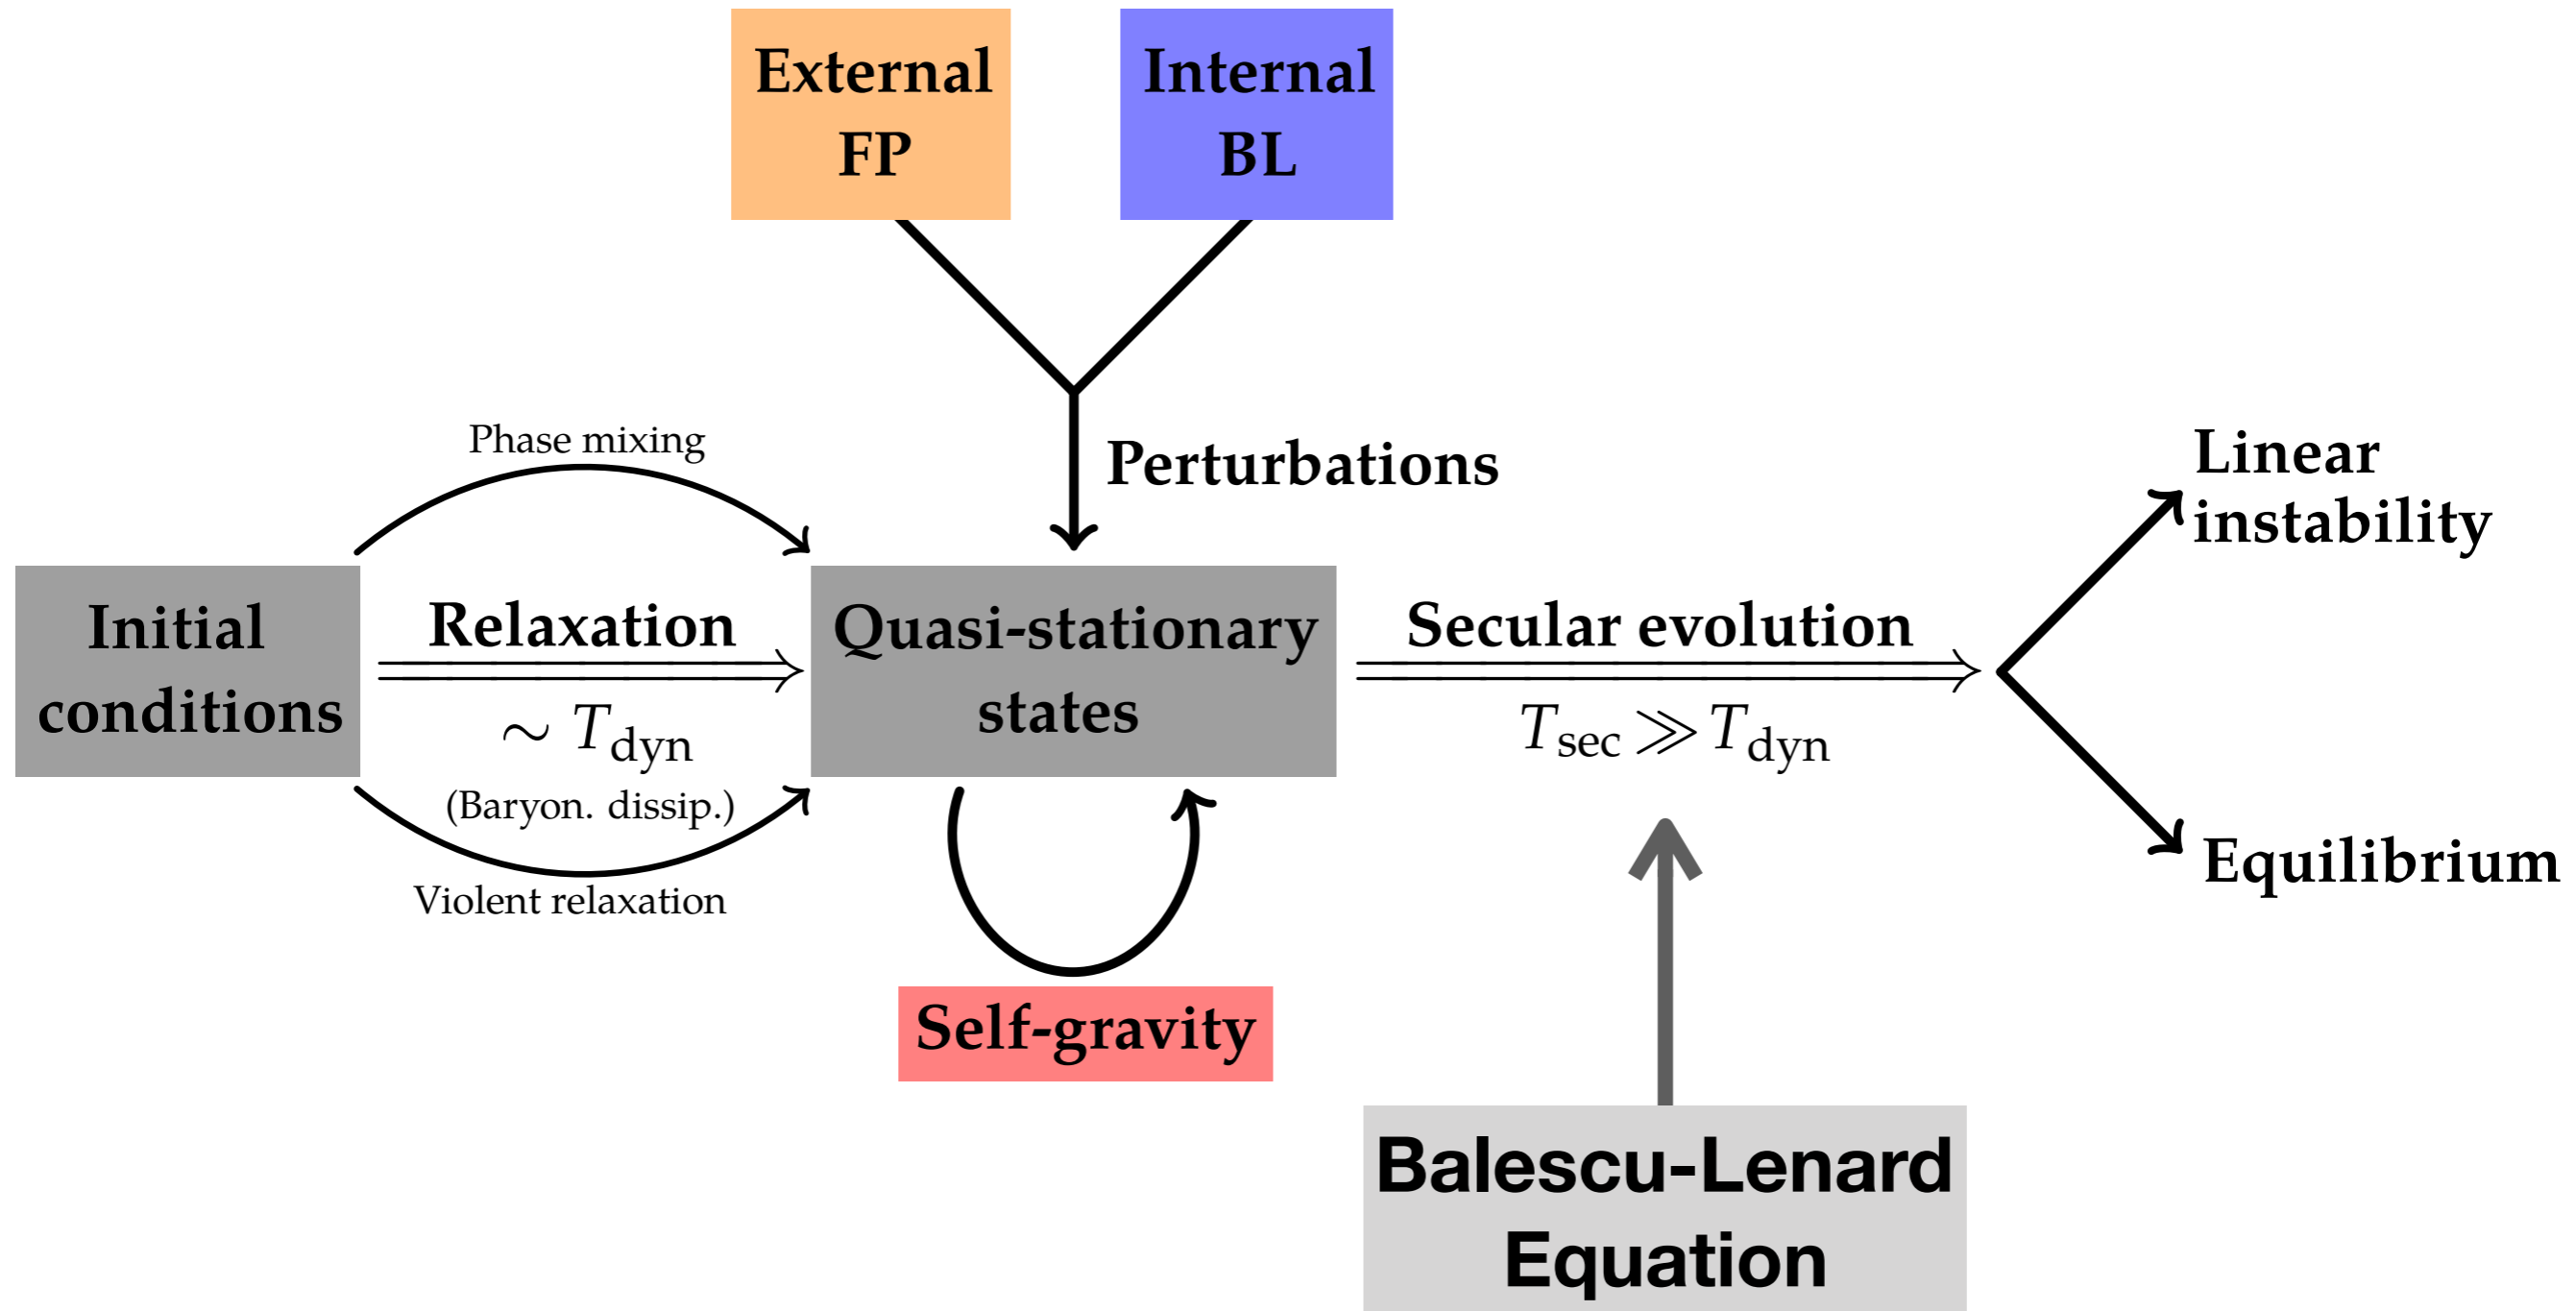 External
FP
Internal
BL
Phase mixing
Perturbations
Linear
instability
Initial
conditions
Relaxation
∼ T_dyn
(Baryon. dissip.)
Violent relaxation
Quasi-stationary
states
Secular evolution
T_sec ≫ T_dyn
Equilibrium
Self-gravity
Balescu-Lenard
Equation